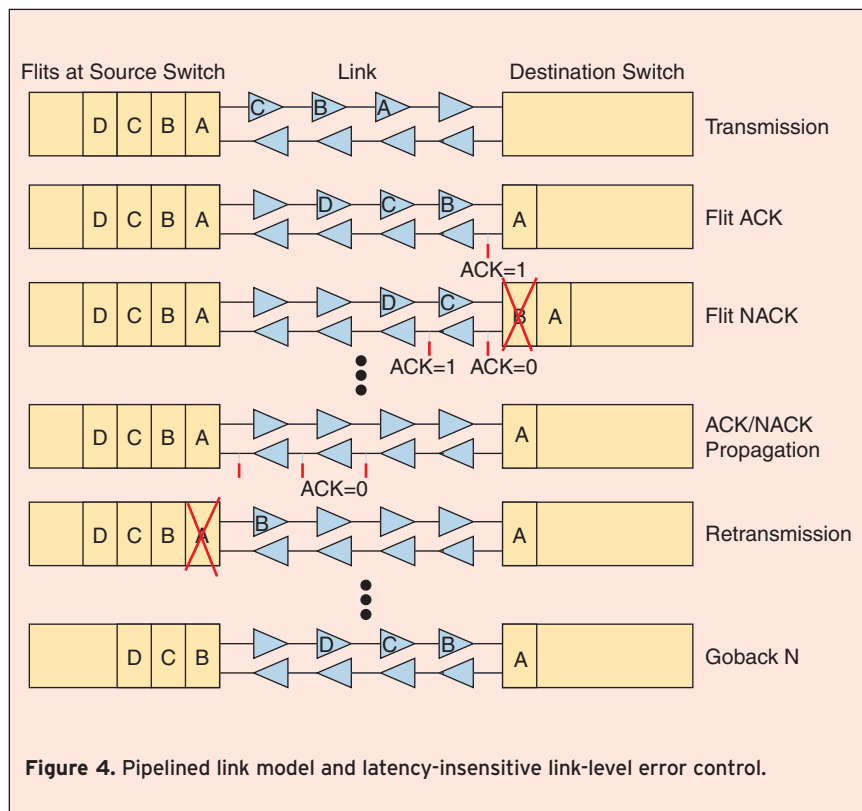 Flits at Source Switch Link Destination Switch
D C B A C B A Transmission
D C B A D C B A Flit ACK
ACK=1
D C B A D C B A Flit NACK
ACK=1 ACK=0
D C B A A ACK/NACK
Propagation
ACK=0
D C B A B A Retransmission
D C B D C B A Goback N
Figure 4. Pipelined link model and latency-insensitive link-level error control.